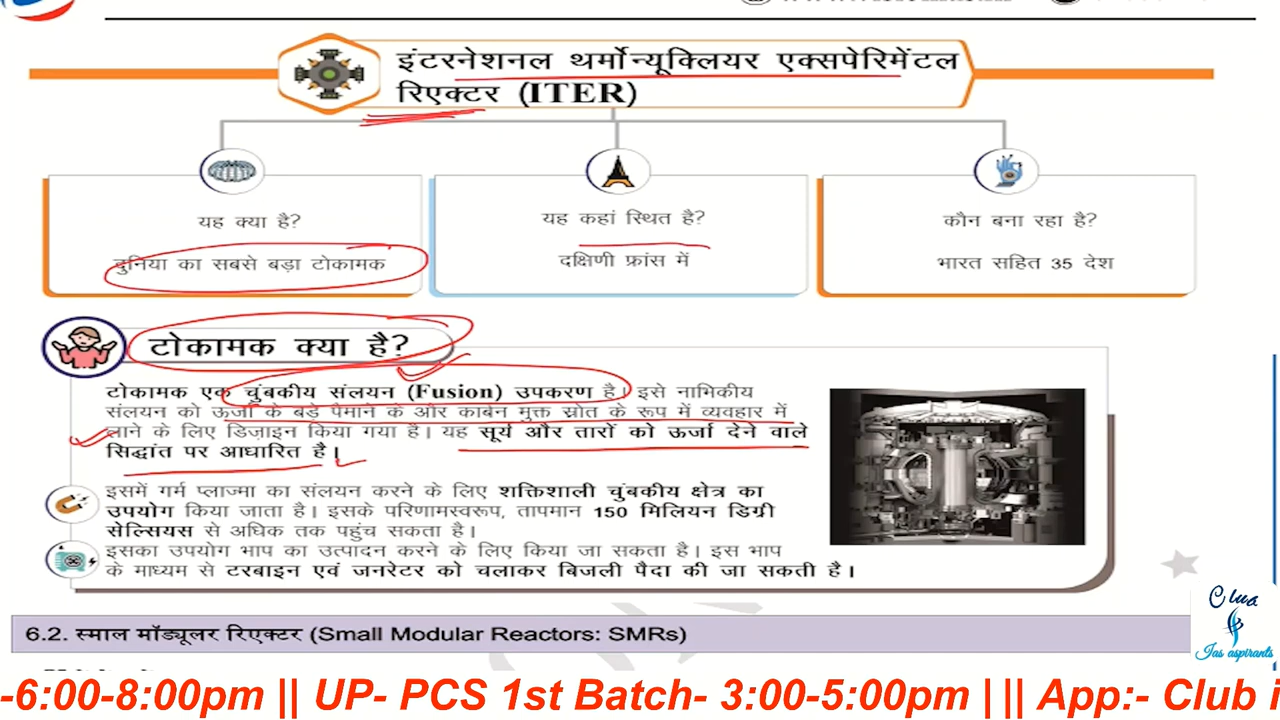 इंटरनेशनल थर्मोन्यूक्लियर एक्सपेरिमेंटल
रिएक्टर (ITER)
यह क्या है?
दुनिया का सबसे बड़ा टोकामक
यह कहां स्थित है?
दक्षिणी फ्रांस में
कौन बना रहा है?
भारत सहित 35 देश
टोकामक क्या है?
टोकामक एक चुंबकीय संलयन (Fusion) उपकरण है। इसे नाभिकीय
संलयन को ऊर्जा के बड़े पैमाने के और कार्बन मुक्त स्रोत के रूप में व्यवहार में
लाने के लिए डिज़ाइन किया गया है। यह सूर्य और तारों को ऊर्जा देने वाले
सिद्धांत पर आधारित है।
इसमें गर्म प्लाज्मा का संलयन करने के लिए शक्तिशाली चुंबकीय क्षेत्र का
उपयोग किया जाता है। इसके परिणामस्वरूप, तापमान 150 मिलियन डिग्री
सेल्सियस से अधिक तक पहुंच सकता है।
इसका उपयोग भाप का उत्पादन करने के लिए किया जा सकता है। इस भाप
के माध्यम से टरबाइन एवं जनरेटर को चलाकर बिजली पैदा की जा सकती है।
Club
Ias aspirants
6.2. स्माल मॉड्यूलर रिएक्टर (Small Modular Reactors: SMRs)
-6:00-8:00pm || UP- PCS 1st Batch- 3:00-5:00pm | || App:- Club i